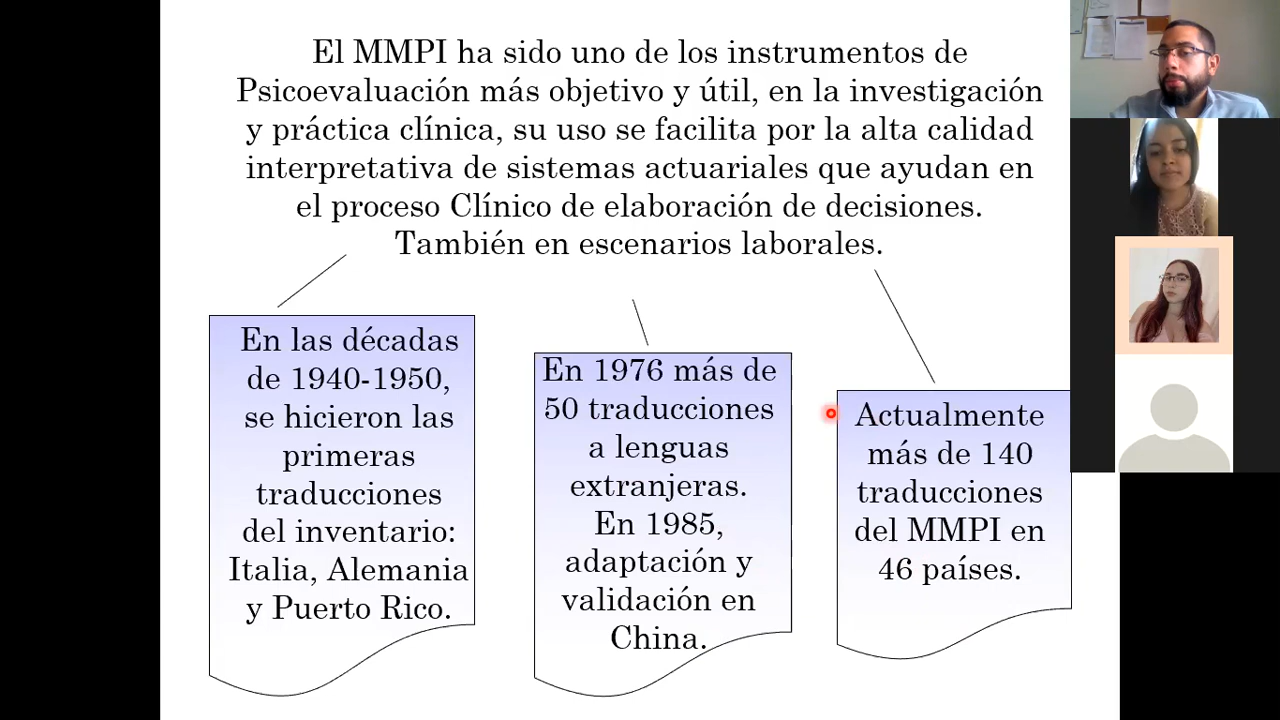 El MMPI ha sido uno de los instrumentos de
Psicoevaluación más objetivo y útil, en la investigación
y práctica clínica, su uso se facilita por la alta calidad
interpretativa de sistemas actuariales que ayudan en
el proceso Clínico de elaboración de decisiones.
También en escenarios laborales.
En las décadas
de 1940-1950,
se hicieron las
primeras
traducciones
del inventario:
Italia, Alemania
y Puerto Rico.
En 1976 más de
50 traducciones
a lenguas
extranjeras.
En 1985,
adaptación y
validación en
China.
Actualmente
más de 140
traducciones
del MMPI en
46 países.